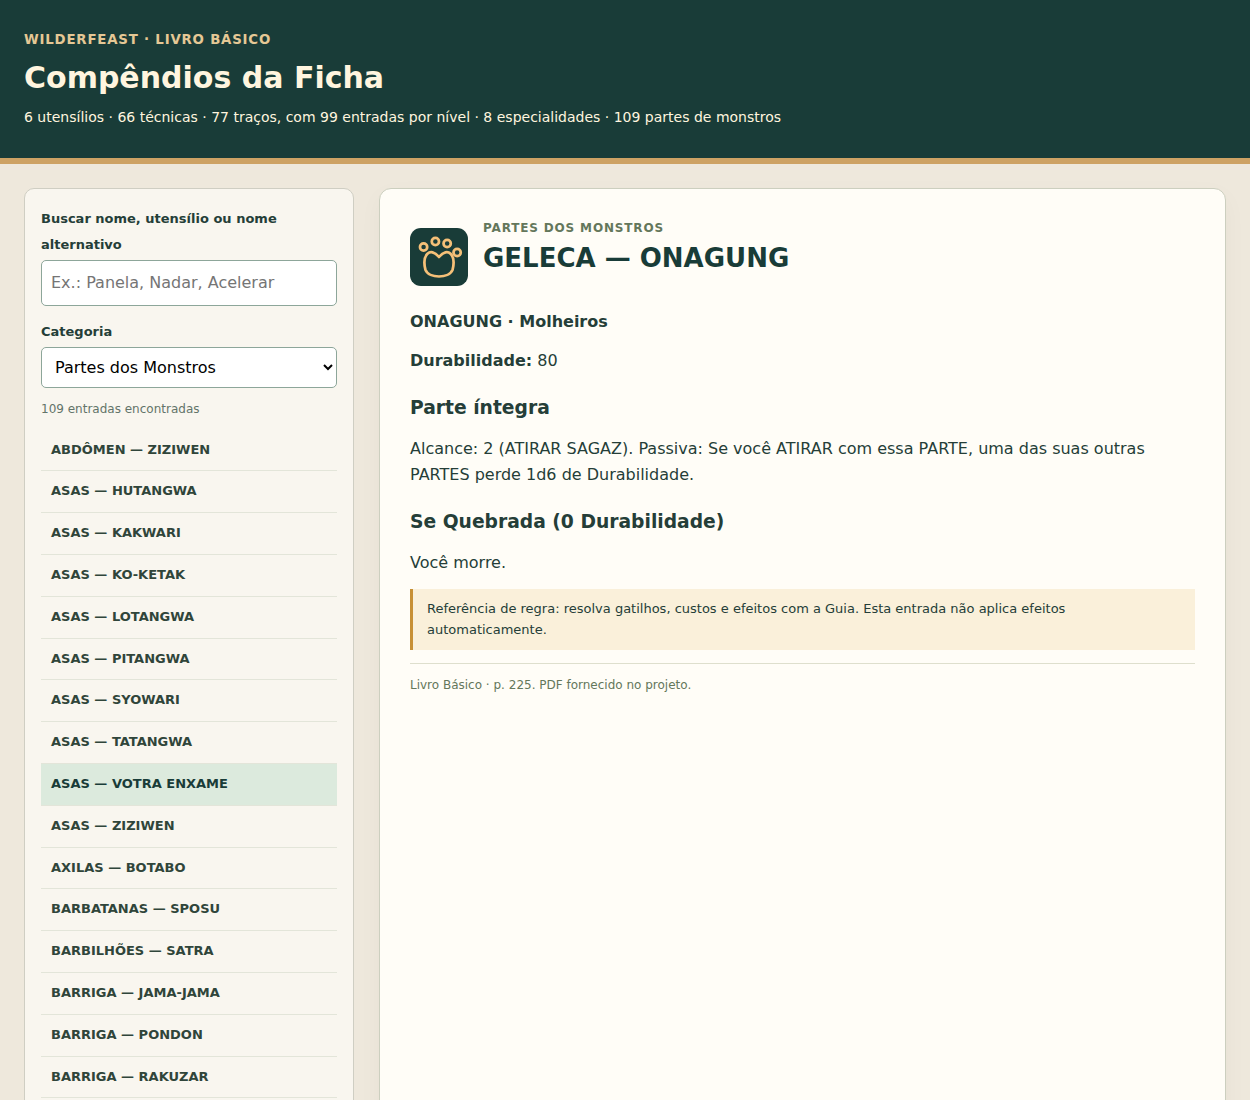 WILDERFEAST · LIVRO BÁSICO
Compêndios da Ficha
6 utensílios · 66 técnicas · 77 traços, com 99 entradas por nível · 8 especialidades · 109 partes de monstros
Buscar nome, utensílio ou nome
alternativo
Ex.: Panela, Nadar, Acelerar
Categoria
Partes dos Monstros
109 entradas encontradas
ABDÔMEN — ZIZIWEN
ASAS — HUTANGWA
ASAS — KAKWARI
ASAS — KO-KETAK
ASAS — LOTANGWA
ASAS — PITANGWA
ASAS — SYOWARI
ASAS — TATANGWA
ASAS — VOTRA ENXAME
ASAS — ZIZIWEN
AXILAS — BOTABO
BARBATANAS — SPOSU
BARBILHÕES — SATRA
BARRIGA — JAMA-JAMA
BARRIGA — PONDON
BARRIGA — RAKUZAR
PARTES DOS MONSTROS
GELECA — ONAGUNG
ONAGUNG · Molheiros
Durabilidade: 80
Parte íntegra
Alcance: 2 (ATIRAR SAGAZ). Passiva: Se você ATIRAR com essa PARTE, uma das suas outras
PARTES perde 1d6 de Durabilidade.
Se Quebrada (0 Durabilidade)
Você morre.
Referência de regra: resolva gatilhos, custos e efeitos com a Guia. Esta entrada não aplica efeitos
automaticamente.
Livro Básico · p. 225. PDF fornecido no projeto.